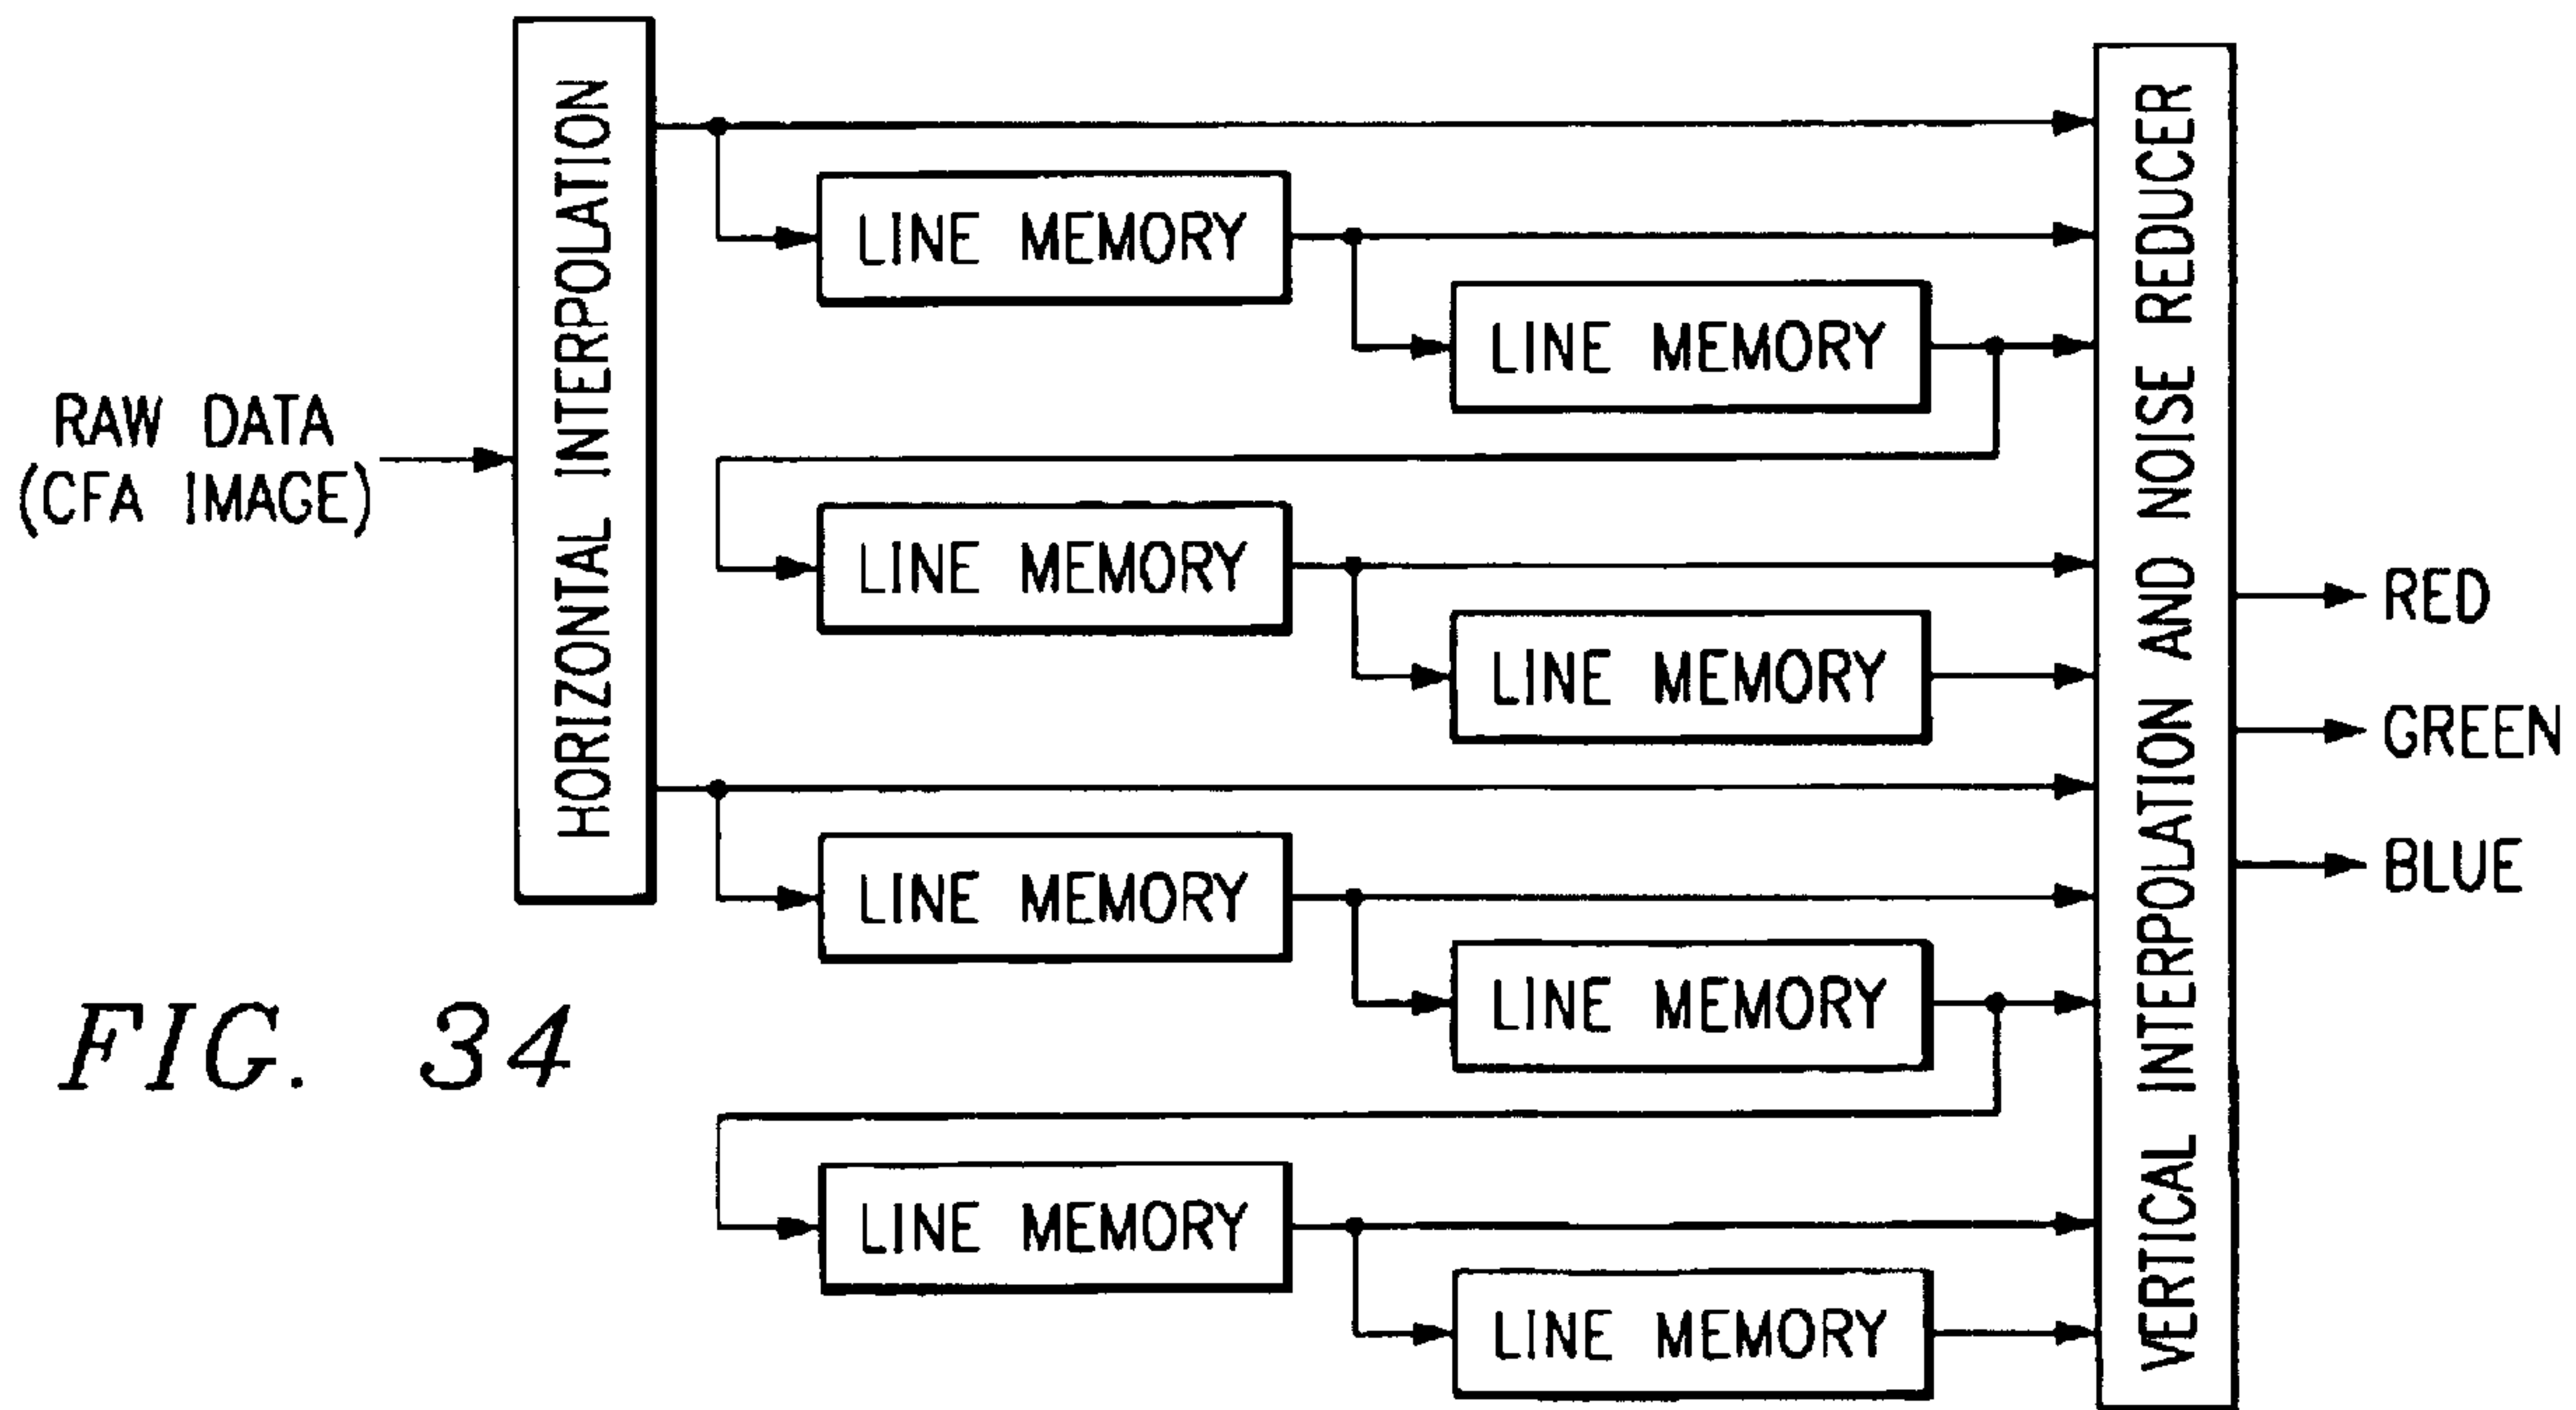 RAW DATA
(CFA IMAGE)
HORIZONTAL INTERPOLATION
LINE MEMORY
LINE MEMORY
LINE MEMORY
LINE MEMORY
LINE MEMORY
LINE MEMORY
LINE MEMORY
LINE MEMORY
VERTICAL INTERPOLATION AND NOISE REDUCER
RED
GREEN
BLUE
FIG. 34